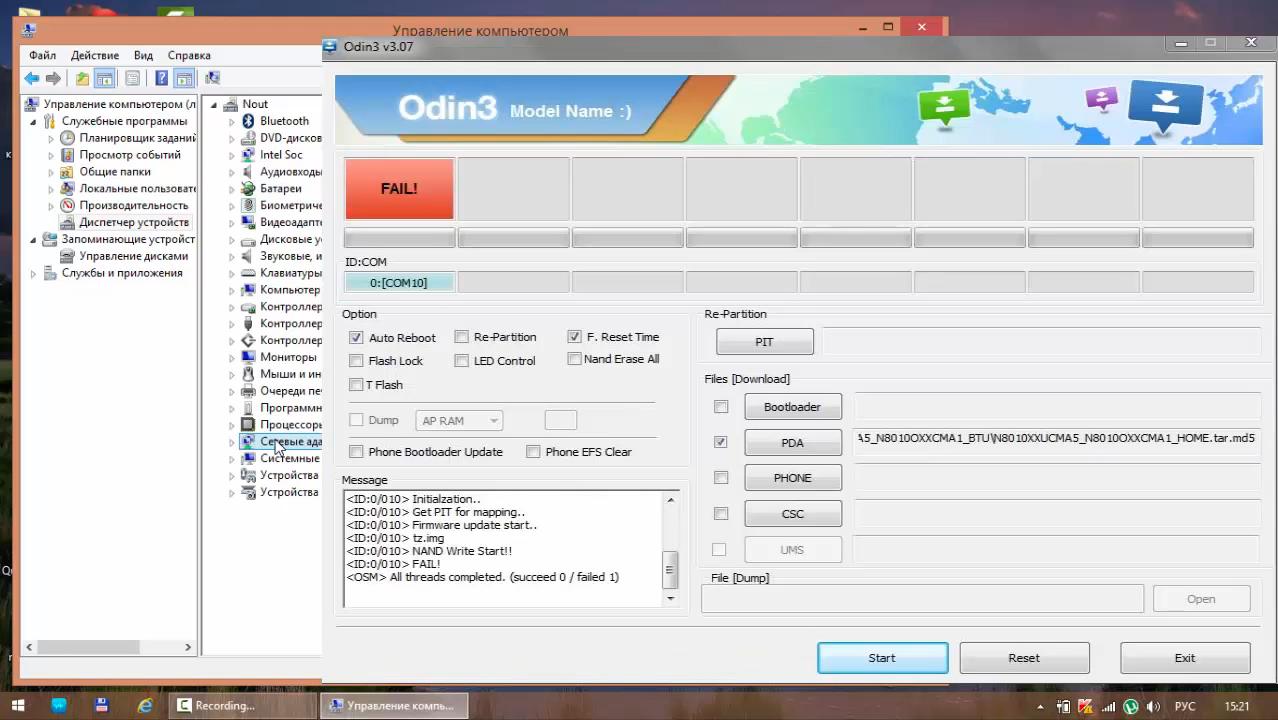 Управление компьютером
Файл Действие Вид Справка
Управление компьютером (л
Служебные программы
Планировщик заданий
Просмотр событий
Общие папки
Локальные пользовате
Производительность
Диспетчер устройств
Запоминающие устройст
Управление дисками
Службы и приложения
Nout
Bluetooth
DVD-дисков
Intel Soc
Аудиовходы
Батареи
Биометриче
Видеоадапте
Дисковые ус
Звуковые, и
Клавиатуры
Компьютер
Контроллер
Контроллер
Контроллер
Мониторы
Мыши и ин
Очереди печ
Программн
Процессоры
Сетевые ада
Системные
Устройства
Устройства
Odin3 v3.07
Odin3 Model Name :)
FAIL!
ID:COM
0:[COM10]
Option
Auto Reboot Re-Partition F. Reset Time
Flash Lock LED Control Nand Erase All
T Flash
Dump AP RAM
Phone Bootloader Update Phone EFS Clear
Message
<ID:0/010> Initialzation..
<ID:0/010> Get PIT for mapping..
<ID:0/010> Firmware update start..
<ID:0/010> tz.img
<ID:0/010> NAND Write Start!!
<ID:0/010> FAIL!
<OSM> All threads completed. (succeed 0 / failed 1)
Re-Partition
PIT
Files [Download]
Bootloader
PDA A5_N8010OXXCMA1_BTU\N8010XXUCMA5_N8010OXXCMA1_HOME.tar.md5
PHONE
CSC
UMS
File [Dump]
Open
Start Reset Exit
Recording...
Управление компь...
РУС 15:21